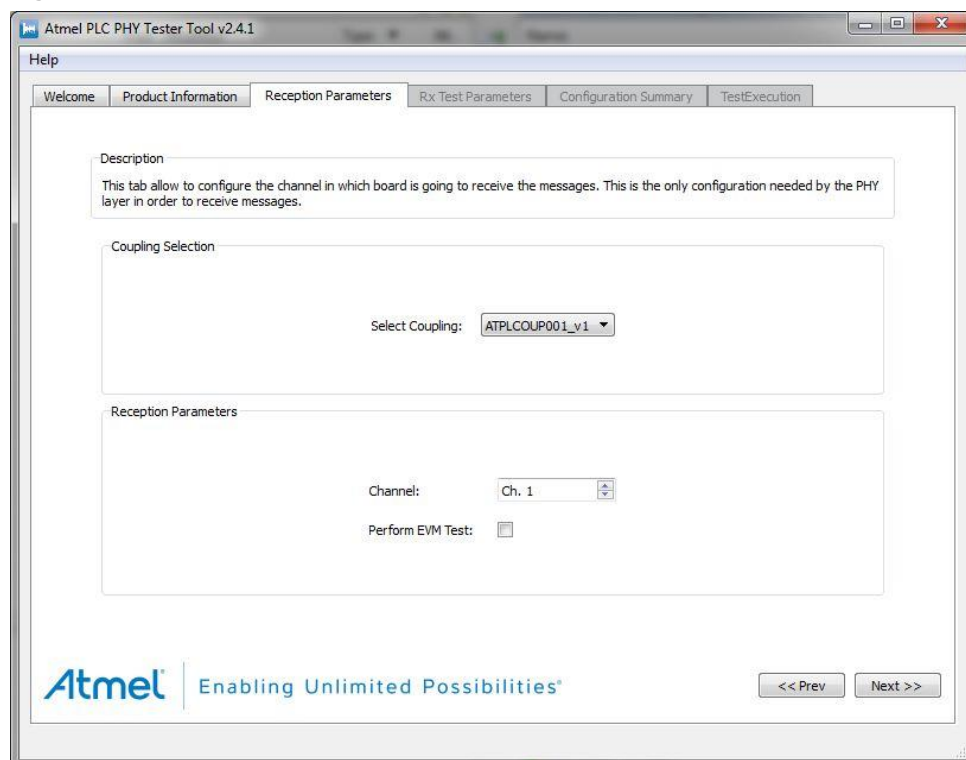 Atmel PLC PHY Tester Tool v2.4.1
Help
Welcome
Product Information
Reception Parameters
Rx Test Parameters
Configuration Summary
TestExecution
Description
This tab allow to configure the channel in which board is going to receive the messages. This is the only configuration needed by the PHY
layer in order to receive messages.
Coupling Selection
Select Coupling: ATPLCOUP001_v1
Reception Parameters
Channel: Ch. 1
Perform EVM Test:
Atmel Enabling Unlimited Possibilities®
<< Prev
Next >>